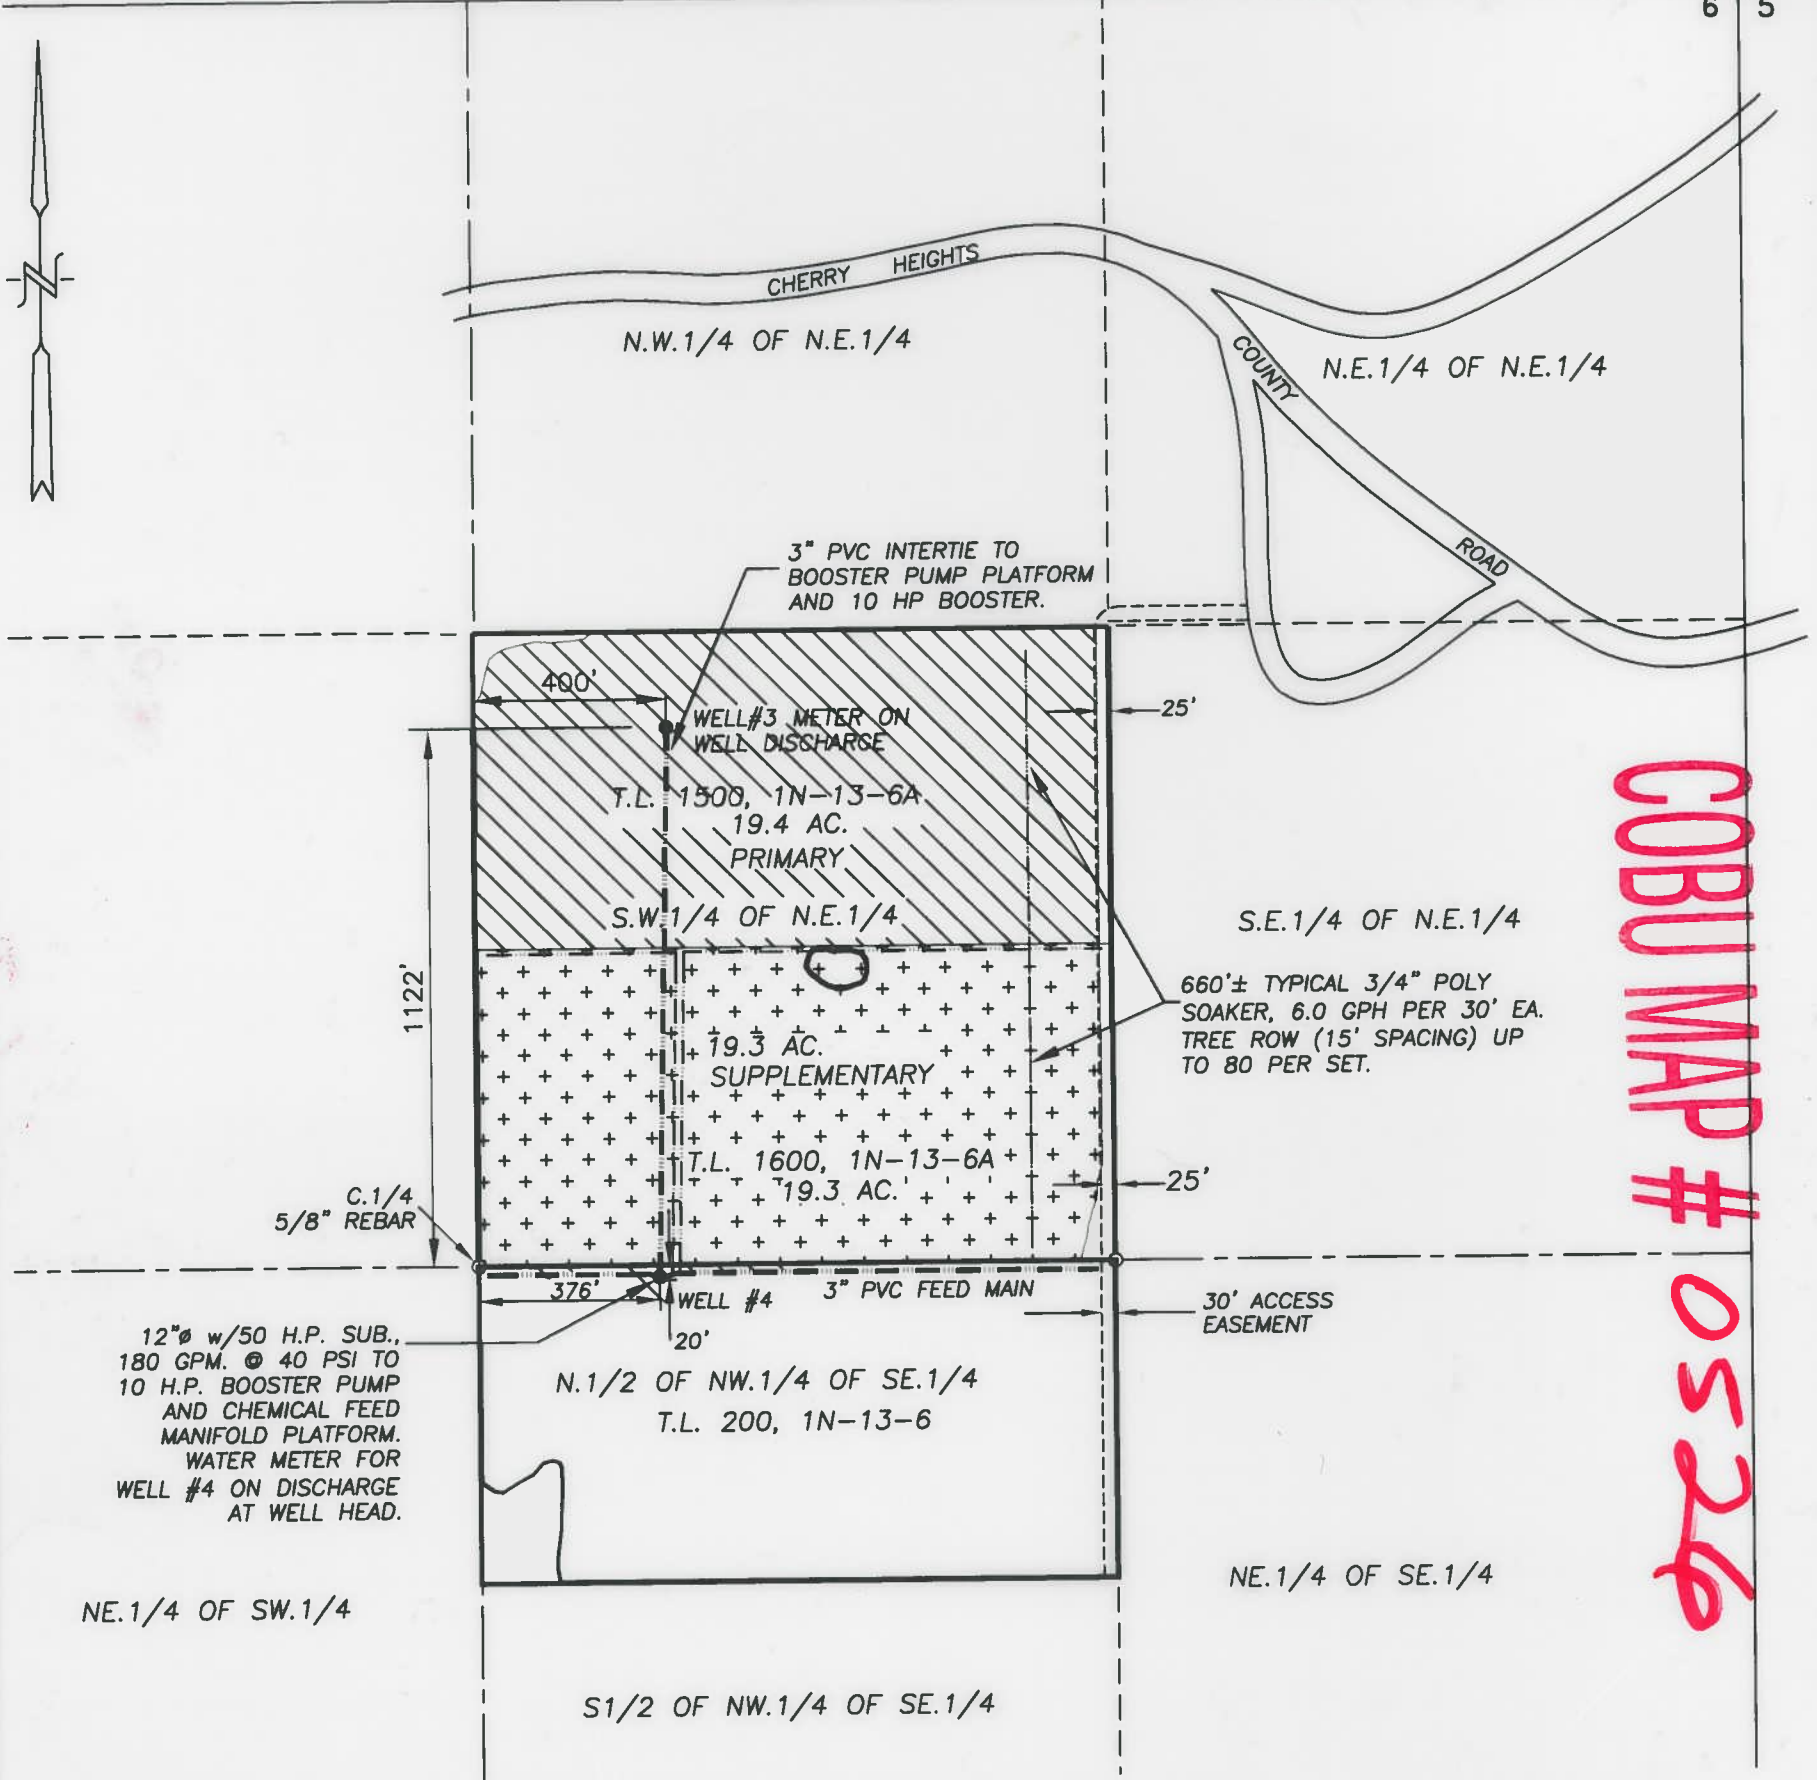 6 5
CHERRY HEIGHTS
N.W.1/4 OF N.E.1/4
COUNTY
N.E.1/4 OF N.E.1/4
ROAD
3" PVC INTERTIE TO
BOOSTER PUMP PLATFORM
AND 10 HP BOOSTER.
400'
25'
WELL#3 METER ON
WELL DISCHARGE
T.L. 1500, 1N-13-6A
19.4 AC.
PRIMARY
S.W.1/4 OF N.E.1/4
S.E.1/4 OF N.E.1/4
1122'
660'± TYPICAL 3/4" POLY
SOAKER, 6.0 GPH PER 30' EA.
TREE ROW (15' SPACING) UP
TO 80 PER SET.
19.3 AC.
SUPPLEMENTARY
T.L. 1600, 1N-13-6A
19.3 AC.
25'
C.1/4
5/8" REBAR
376'
WELL #4
3" PVC FEED MAIN
30' ACCESS
EASEMENT
20'
12"ø w/50 H.P. SUB.,
180 GPM. @ 40 PSI TO
10 H.P. BOOSTER PUMP
AND CHEMICAL FEED
MANIFOLD PLATFORM.
WATER METER FOR
WELL #4 ON DISCHARGE
AT WELL HEAD.
N.1/2 OF NW.1/4 OF SE.1/4
T.L. 200, 1N-13-6
NE.1/4 OF SW.1/4
NE.1/4 OF SE.1/4
S1/2 OF NW.1/4 OF SE.1/4
COBU MAP # 0526
N